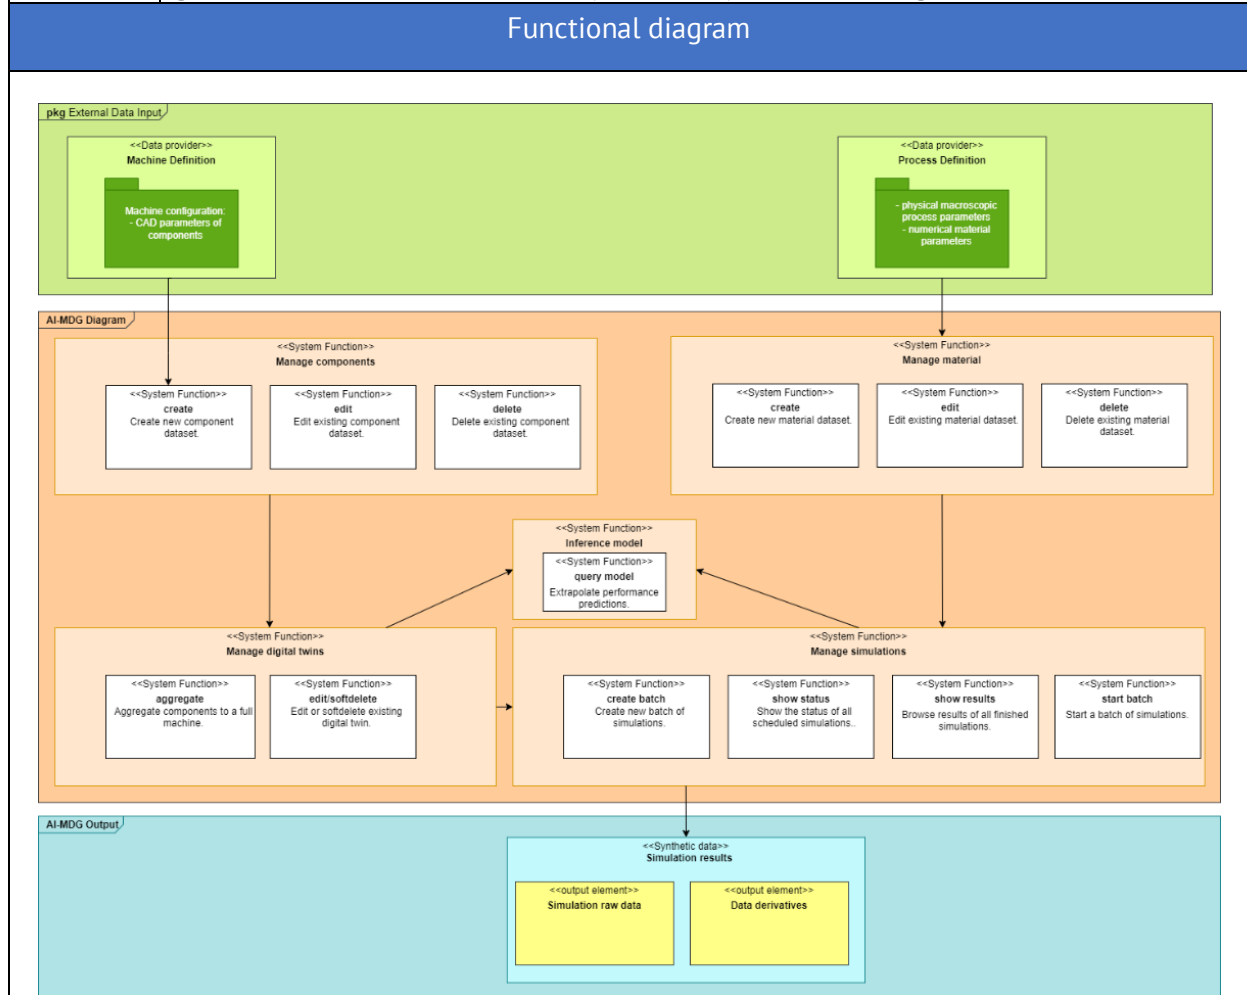 Functional diagram
pkg External Data Input
<<Data provider>>
Machine Definition
Machine configuration:
- CAD parameters of
components
<<Data provider>>
Process Definition
- physical macroscopic
process parameters
- numerical material
parameters
AI-MDG Diagram
<<System Function>>
Manage components
<<System Function>>
create
Create new component
dataset.
<<System Function>>
edit
Edit existing component
dataset.
<<System Function>>
delete
Delete existing component
dataset.
<<System Function>>
Manage material
<<System Function>>
create
Create new material dataset.
<<System Function>>
edit
Edit existing material dataset.
<<System Function>>
delete
Delete existing material
dataset.
<<System Function>>
Inference model
<<System Function>>
query model
Extrapolate performance
predictions.
<<System Function>>
Manage digital twins
<<System Function>>
aggregate
Aggregate components to a full
machine.
<<System Function>>
edit/softdelete
Edit or softdelete existing
digital twin.
<<System Function>>
Manage simulations
<<System Function>>
create batch
Create new batch of
simulations.
<<System Function>>
show status
Show the status of all
scheduled simulations..
<<System Function>>
show results
Browse results of all finished
simulations.
<<System Function>>
start batch
Start a batch of simulations.
AI-MDG Output
<<Synthetic data>>
Simulation results
<<output element>>
Simulation raw data
<<output element>>
Data derivatives